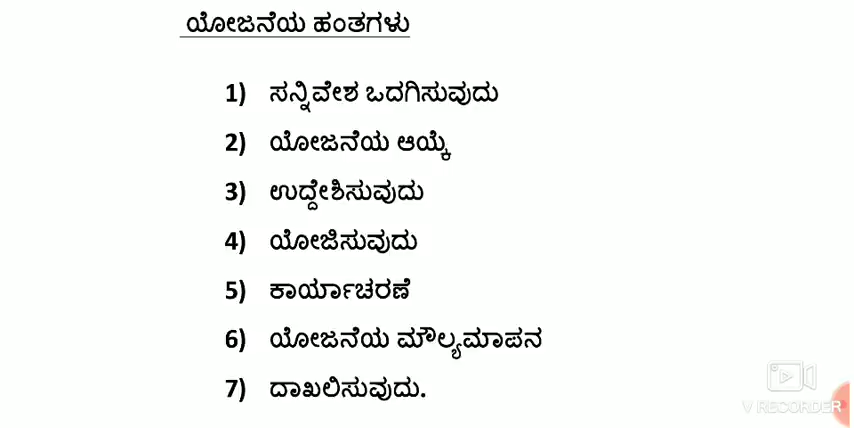 ಯೋಜನೆಯ ಹಂತಗಳು
1) ಸನ್ನಿವೇಶ ಒದಗಿಸುವುದು
2) ಯೋಜನೆಯ ಆಯ್ಕೆ
3) ಉದ್ದೇಶಿಸುವುದು
4) ಯೋಜಿಸುವುದು
5) ಕಾರ್ಯಾಚರಣೆ
6) ಯೋಜನೆಯ ಮೌಲ್ಯಮಾಪನ
7) ದಾಖಲಿಸುವುದು.
V RECORDER